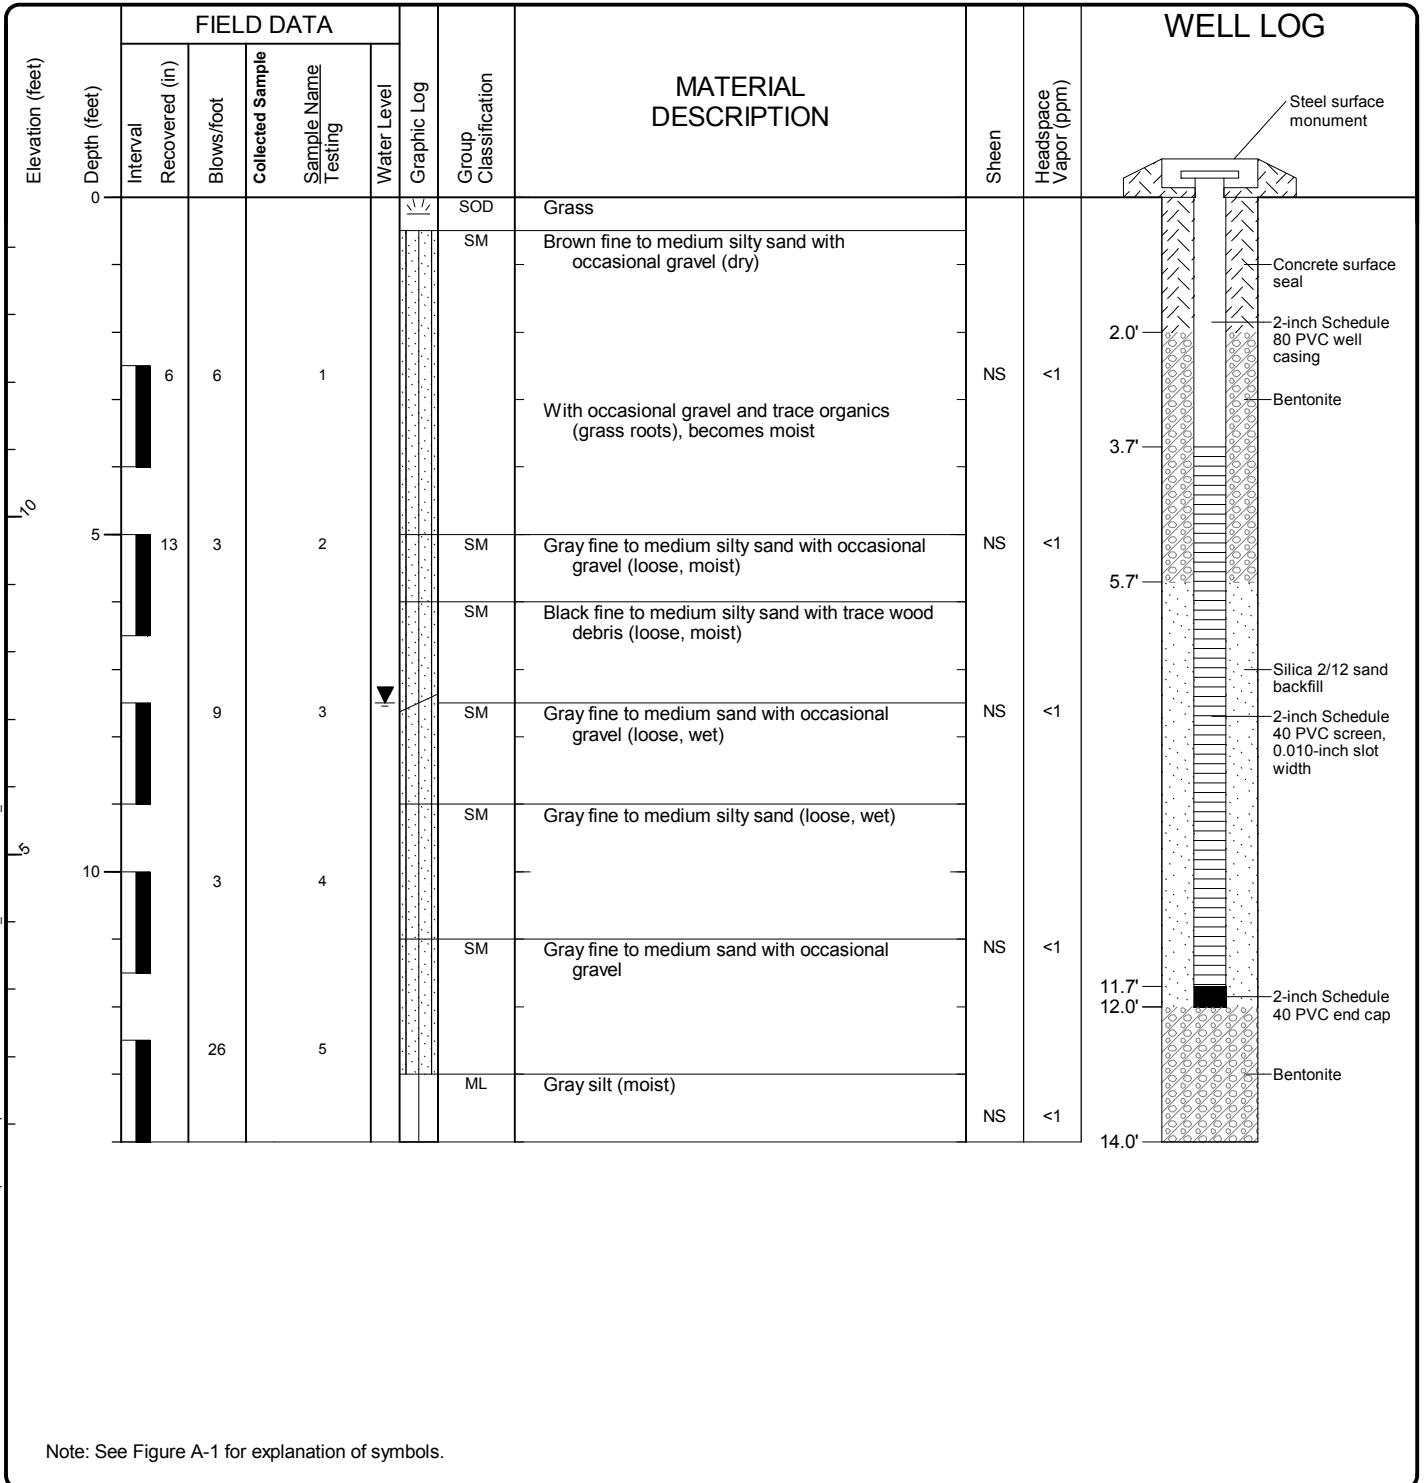 FIELD DATA
WELL LOG
Elevation (feet)
Depth (feet)
Interval
Recovered (in)
Blows/foot
Collected Sample
Sample Name
Testing
Water Level
Graphic Log
Group
Classification
MATERIAL
DESCRIPTION
Sheen
Headspace
Vapor (ppm)
Steel surface
monument
0
SOD Grass
SM Brown fine to medium silty sand with
occasional gravel (dry)
Concrete surface
seal
2.0'
2-inch Schedule
80 PVC well
casing
6 6 1 NS <1
Bentonite
With occasional gravel and trace organics
(grass roots), becomes moist
3.7'
10
5
13 3 2 SM Gray fine to medium silty sand with occasional NS <1
gravel (loose, moist)
5.7'
SM Black fine to medium silty sand with trace wood
debris (loose, moist)
Silica 2/12 sand
backfill
9 3 SM Gray fine to medium sand with occasional NS <1
gravel (loose, wet)
2-inch Schedule
40 PVC screen,
0.010-inch slot
width
SM Gray fine to medium silty sand (loose, wet)
5
10
3 4
SM Gray fine to medium sand with occasional NS <1
gravel
11.7'
12.0'
2-inch Schedule
40 PVC end cap
26 5
ML Gray silt (moist)
Bentonite
NS <1
14.0'
Note: See Figure A-1 for explanation of symbols.